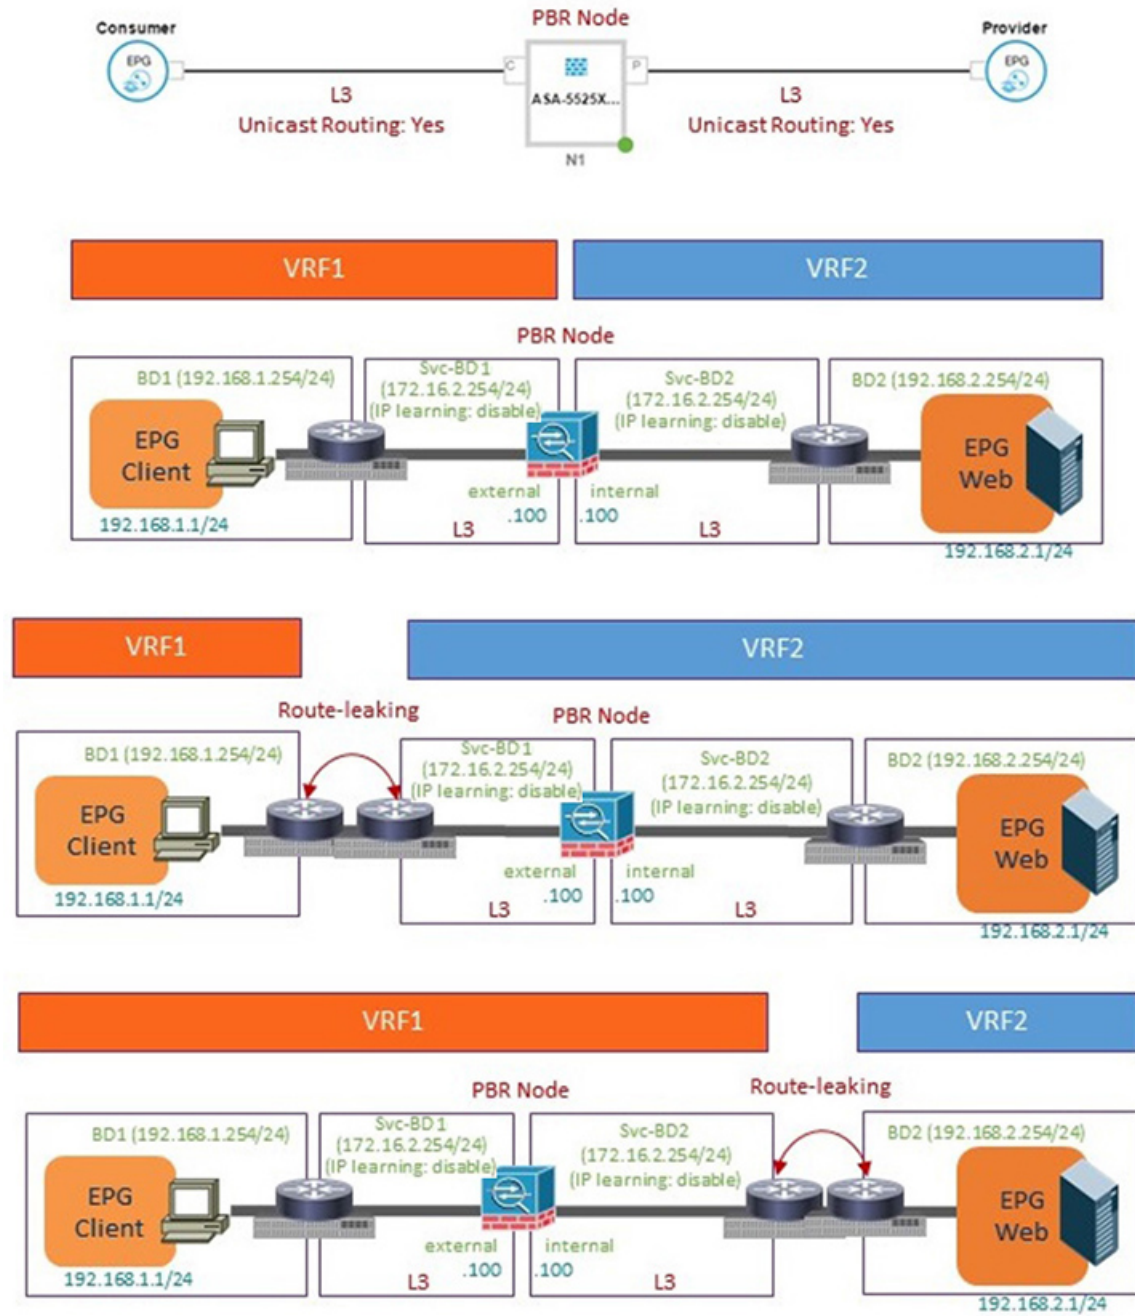 PBR Node
Consumer
Provider
EPG
C
P
EPG
ASA-5525X...
L3
L3
Unicast Routing: Yes
Unicast Routing: Yes
N1
VRF1
VRF2
PBR Node
BD1 (192.168.1.254/24)
Svc-BD1
(172.16.2.254/24)
(IP learning: disable)
Svc-BD2
(172.16.2.254/24)
(IP learning: disable)
BD2 (192.168.2.254/24)
EPG
Client
EPG
Web
external
internal
.100
.100
192.168.1.1/24
L3
L3
192.168.2.1/24
VRF1
VRF2
Route-leaking
PBR Node
BD1 (192.168.1.254/24)
Svc-BD1
(172.16.2.254/24)
(IP learning: disable)
Svc-BD2
(172.16.2.254/24)
(IP learning: disable)
BD2 (192.168.2.254/24)
EPG
Client
EPG
Web
external
internal
.100
.100
192.168.1.1/24
L3
L3
192.168.2.1/24
VRF1
VRF2
PBR Node
Route-leaking
BD1 (192.168.1.254/24)
Svc-BD1
(172.16.2.254/24)
(IP learning: disable)
Svc-BD2
(172.16.2.254/24)
(IP learning: disable)
BD2 (192.168.2.254/24)
EPG
Client
EPG
Web
external
internal
.100
.100
192.168.1.1/24
L3
L3
192.168.2.1/24